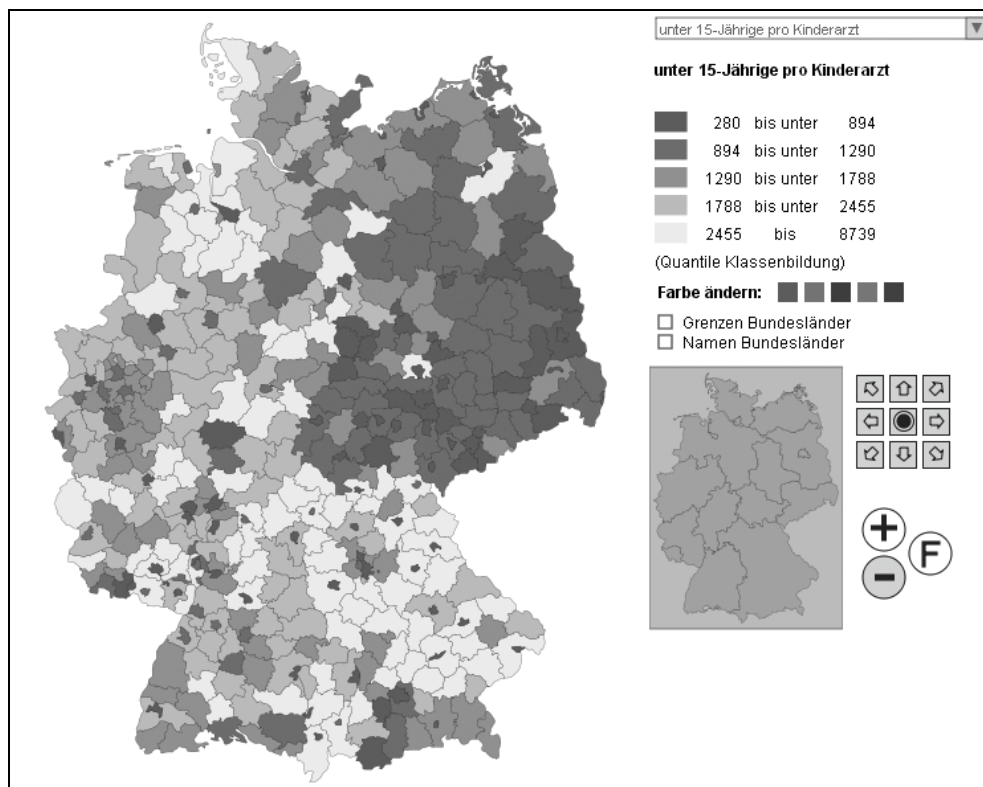 unter 15-Jährige pro Kinderarzt
unter 15-Jährige pro Kinderarzt
280 bis unter 894
894 bis unter 1290
1290 bis unter 1788
1788 bis unter 2455
2455 bis 8739
(Quantile Klassenbildung)
Farbe ändern:
Grenzen Bundesländer
Namen Bundesländer
F